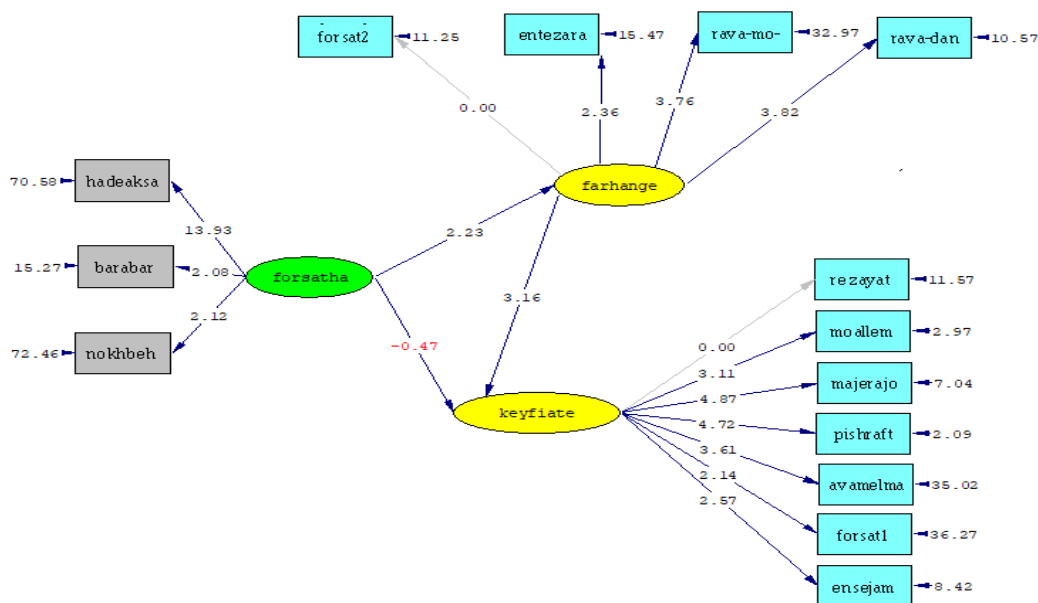 forsat2
11.25
entezara
15.47
rava-mo-
32.97
rava-dan
10.57
0.00
2.36
3.76
3.82
70.58
hadeaksa
farhange
13.93
2.23
15.27
barabar
2.08
forsatha
rezayat
11.57
3.16
2.12
moallem
2.97
72.46
nokhbeh
-0.47
0.00
3.11
majerajo
7.04
4.87
keyfiate
4.72
pishraft
2.09
3.61
2.14
avamelma
35.02
2.57
forsat1
36.27
ensejam
8.42